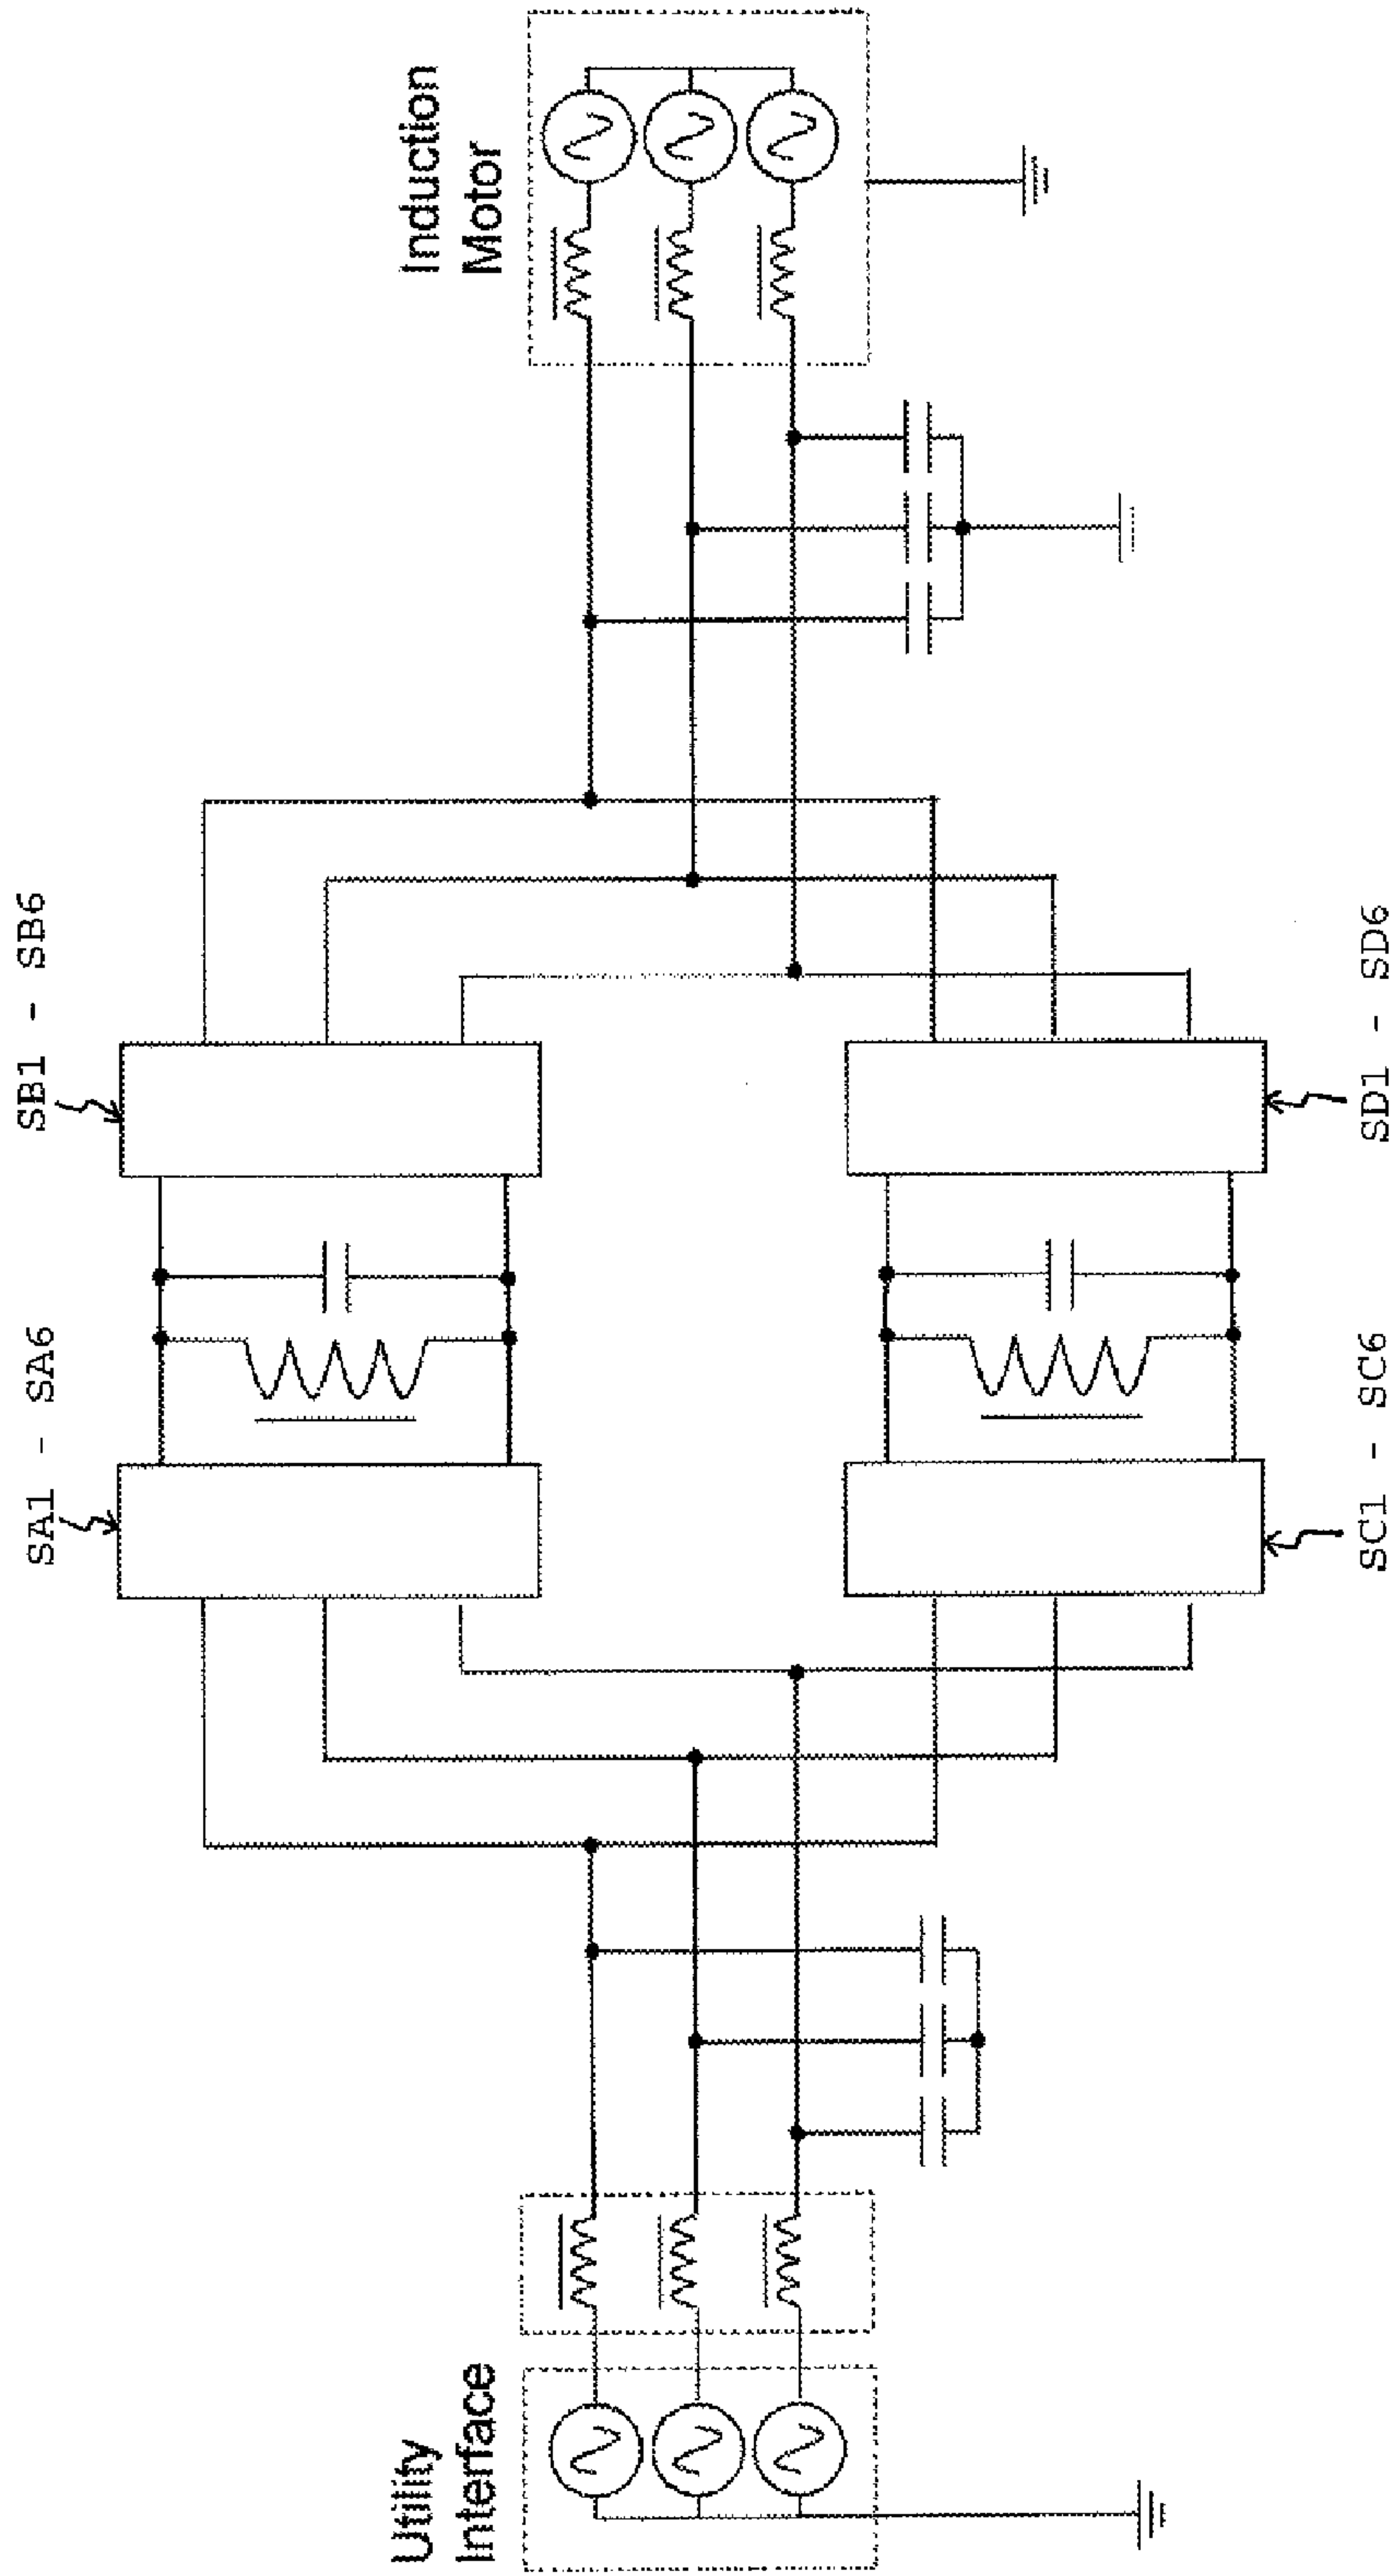 Utility
Interface
SA1 - SA6
SB1 - SB6
SC1 - SC6
SD1 - SD6
Induction
Motor